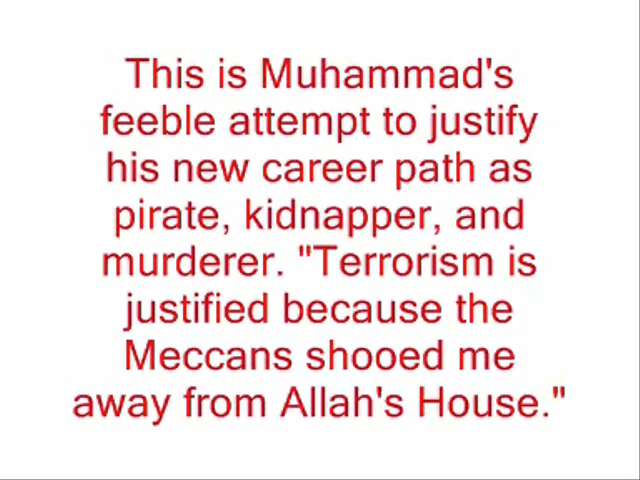 This is Muhammad's
feeble attempt to justify
his new career path as
pirate, kidnapper, and
murderer. "Terrorism is
justified because the
Meccans shooed me
away from Allah's House."